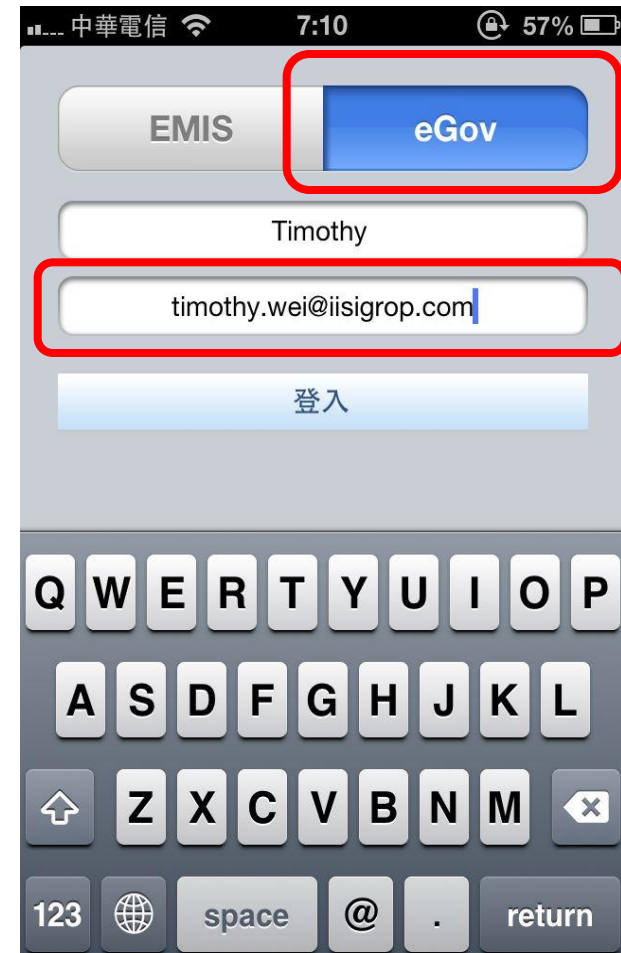 中華電信 7:10 57%
EMIS eGov
Timothy
timothy.wei@iisigrop.com
登入
Q W E R T Y U I O P
A S D F G H J K L
Z X C V B N M
123 space @ . return